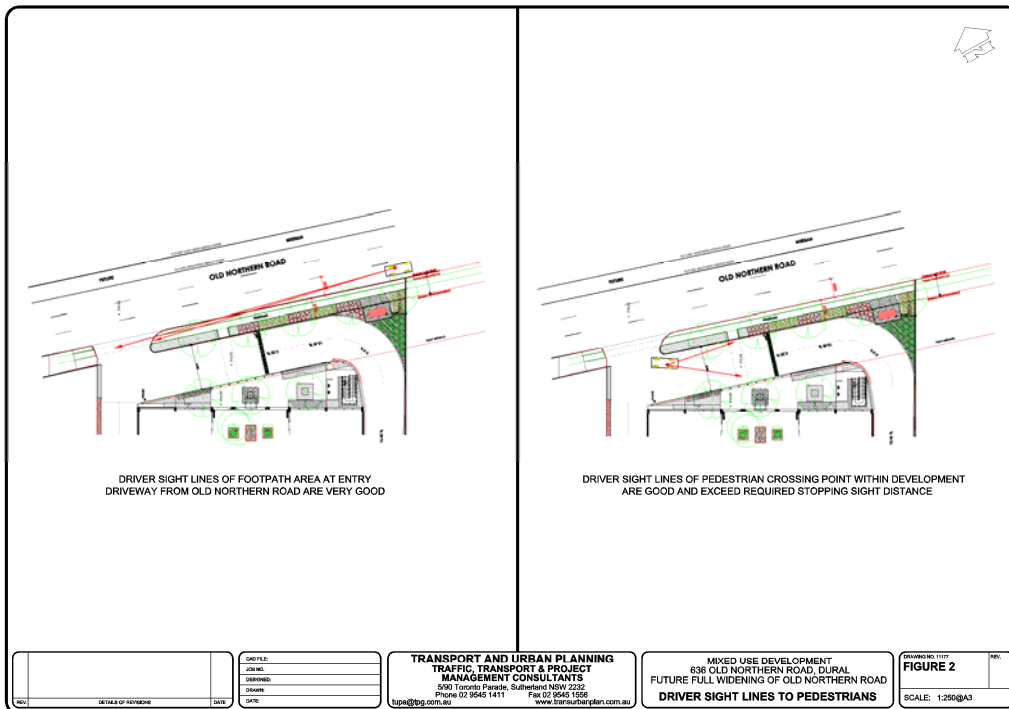 FUTURE
MEDIAN
OLD NORTHERN ROAD
FOOTPATH
DRIVER SIGHT LINES OF FOOTPATH AREA AT ENTRY
DRIVEWAY FROM OLD NORTHERN ROAD ARE VERY GOOD
FUTURE
MEDIAN
OLD NORTHERN ROAD
FOOTPATH
DRIVER SIGHT LINES OF PEDESTRIAN CROSSING POINT WITHIN DEVELOPMENT
ARE GOOD AND EXCEED REQUIRED STOPPING SIGHT DISTANCE
REV.
DETAILS OF REVISIONS
DATE
CAD FILE:
JOB NO.
DESIGNED:
DRAWN:
DATE:
TRANSPORT AND URBAN PLANNING
TRAFFIC, TRANSPORT & PROJECT
MANAGEMENT CONSULTANTS
5/90 Toronto Parade, Sutherland NSW 2232
Phone 02 9545 1411 Fax 02 9545 1556
tupa@tpg.com.au www.transurbanplan.com.au
MIXED USE DEVELOPMENT
636 OLD NORTHERN ROAD, DURAL
FUTURE FULL WIDENING OF OLD NORTHERN ROAD
DRIVER SIGHT LINES TO PEDESTRIANS
DRAWING NO. 11177
FIGURE 2
REV.
SCALE: 1:250@A3